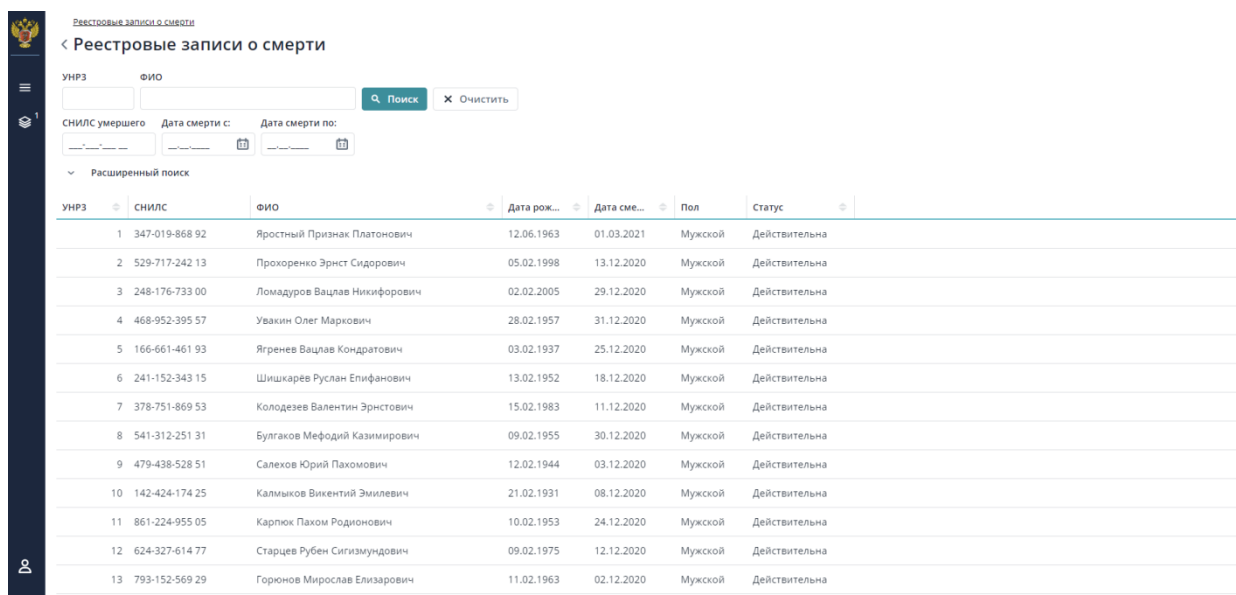 Реестровые записи о смерти
Реестровые записи о смерти
УНРЗ ФИО
Поиск Очистить
1
СНИЛС умершего Дата смерти с: Дата смерти по:
___-___-___ __ __.__.____ __.__.____
Расширенный поиск
УНРЗ СНИЛС ФИО Дата рож... Дата сме... Пол Статус
1 347-019-868 92 Яростный Признак Платонович 12.06.1963 01.03.2021 Мужской Действительна
2 529-717-242 13 Прохоренко Эрнст Сидорович 05.02.1998 13.12.2020 Мужской Действительна
3 248-176-733 00 Ломадуров Вацлав Никифорович 02.02.2005 29.12.2020 Мужской Действительна
4 468-952-395 57 Увакин Олег Маркович 28.02.1957 31.12.2020 Мужской Действительна
5 166-661-461 93 Ягренев Вацлав Кондратович 03.02.1937 25.12.2020 Мужской Действительна
6 241-152-343 15 Шишкарёв Руслан Епифанович 13.02.1952 18.12.2020 Мужской Действительна
7 378-751-869 53 Колодезев Валентин Эрнстович 15.02.1983 11.12.2020 Мужской Действительна
8 541-312-251 31 Булгаков Мефодий Казимирович 09.02.1955 30.12.2020 Мужской Действительна
9 479-438-528 51 Салехов Юрий Пахомович 12.02.1944 03.12.2020 Мужской Действительна
10 142-424-174 25 Калмыков Викентий Эмилевич 21.02.1931 08.12.2020 Мужской Действительна
11 861-224-955 05 Карпюк Пахом Родионович 10.02.1953 24.12.2020 Мужской Действительна
12 624-327-614 77 Старцев Рубен Сигизмундович 09.02.1975 12.12.2020 Мужской Действительна
13 793-152-569 29 Горюнов Мирослав Елизарович 11.02.1963 02.12.2020 Мужской Действительна